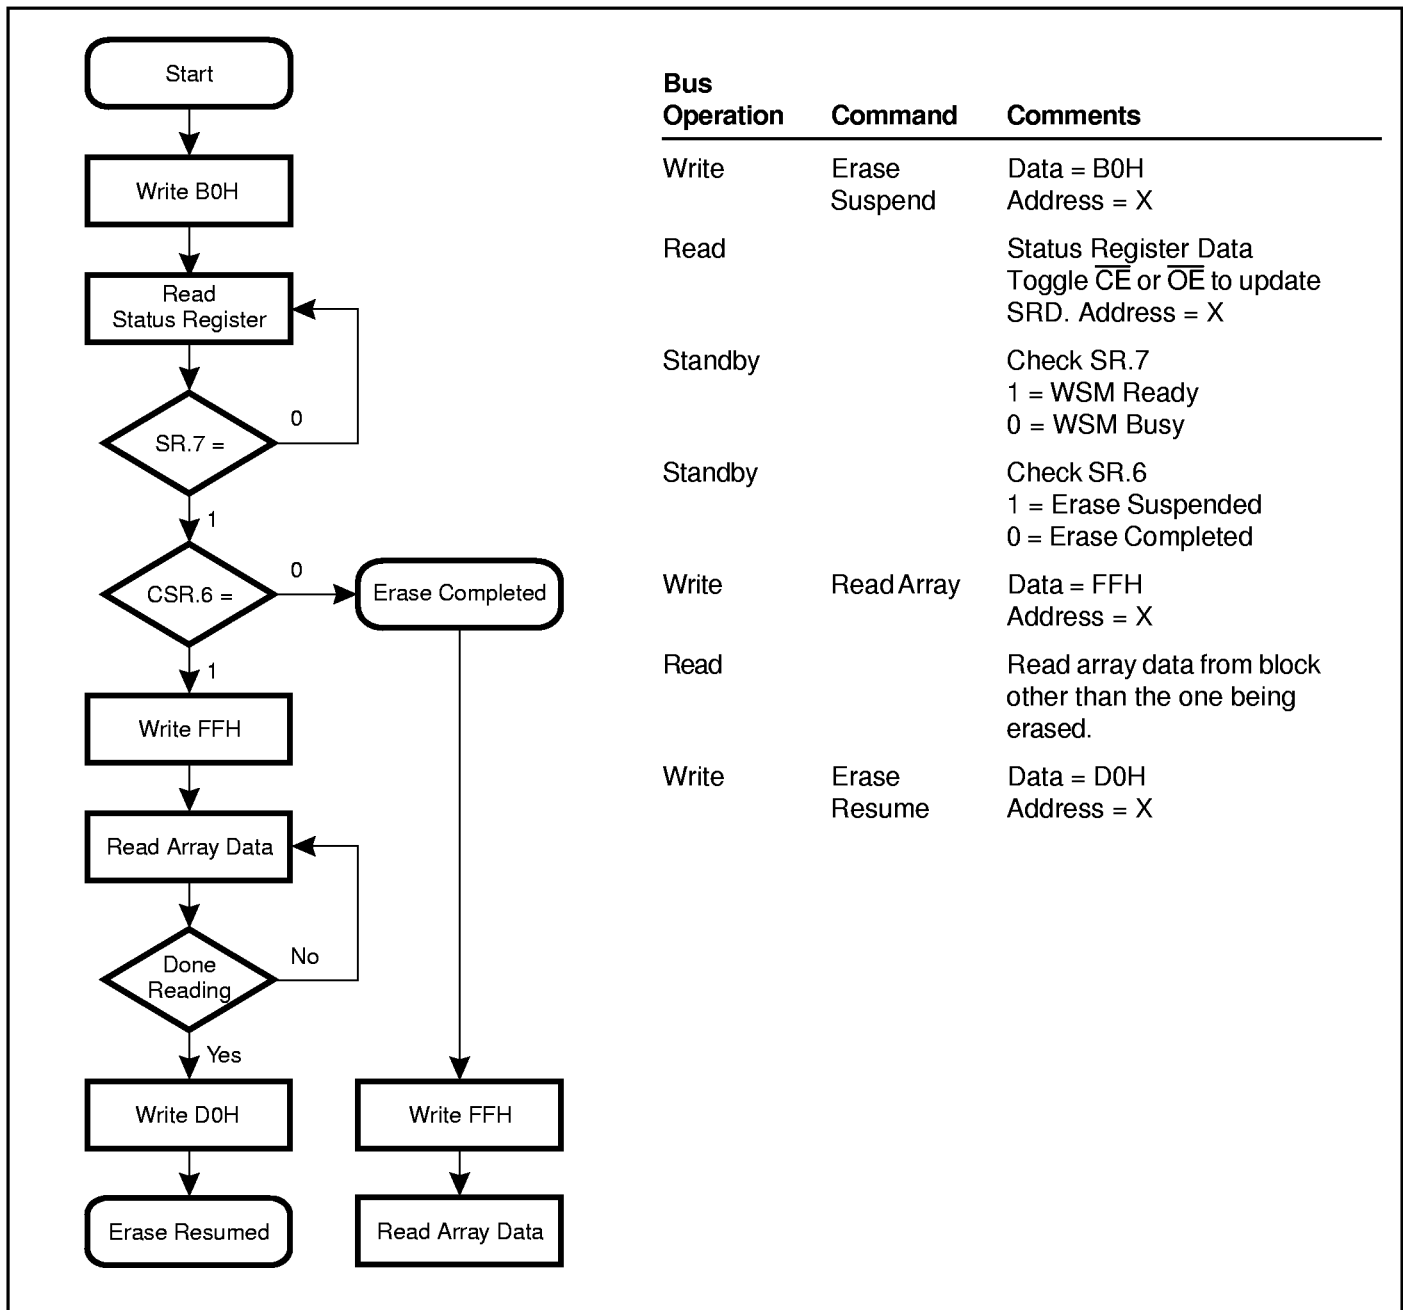 Start
Write B0H
Read
Status Register
0
SR.7 =
1
0
CSR.6 =
Erase Completed
1
Write FFH
Read Array Data
No
Done
Reading
Yes
Write D0H
Write FFH
Erase Resumed
Read Array Data
Bus
Operation Command Comments
Write Erase Data = B0H
Suspend Address = X
Read Status Register Data
Toggle C̅E̅ or O̅E̅ to update
SRD. Address = X
Standby Check SR.7
1 = WSM Ready
0 = WSM Busy
Standby Check SR.6
1 = Erase Suspended
0 = Erase Completed
Write Read Array Data = FFH
Address = X
Read Read array data from block
other than the one being
erased.
Write Erase Data = D0H
Resume Address = X